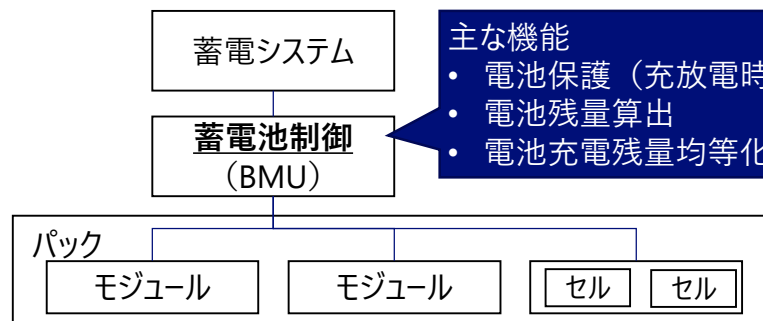 蓄電システム
主な機能
• 電池保護（充放電時
• 電池残量算出
• 電池充電残量均等化
蓄電池制御
（BMU）
パック
モジュール
モジュール
セル
セル